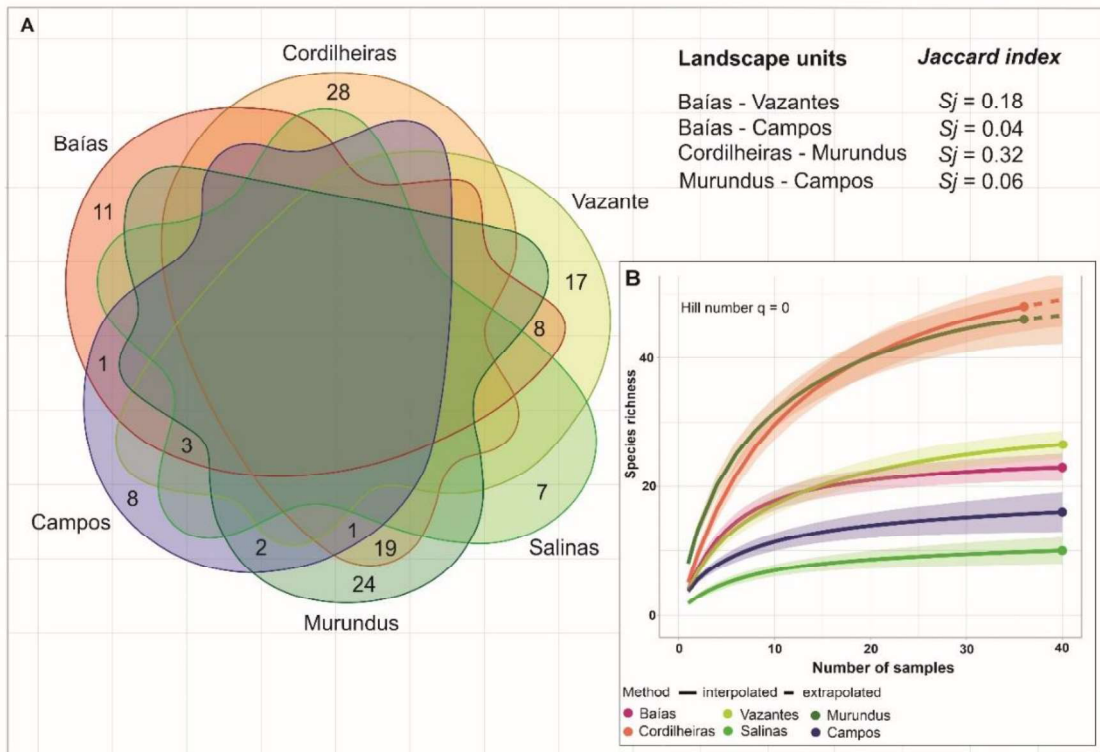 A
Cordilheiras
28
Baías
11
Vazante
17
8
1
3
8
Campos
2
1
19
7
Salinas
24
Murundus
Landscape units Jaccard index
Baías - Vazantes Sj = 0.18
Baías - Campos Sj = 0.04
Cordilheiras - Murundus Sj = 0.32
Murundus - Campos Sj = 0.06
B
Hill number q = 0
Species richness
40
20
0
0 10 20 30 40
Number of samples
Method interpolated extrapolated
Baías Vazantes Murundus
Cordilheiras Salinas Campos